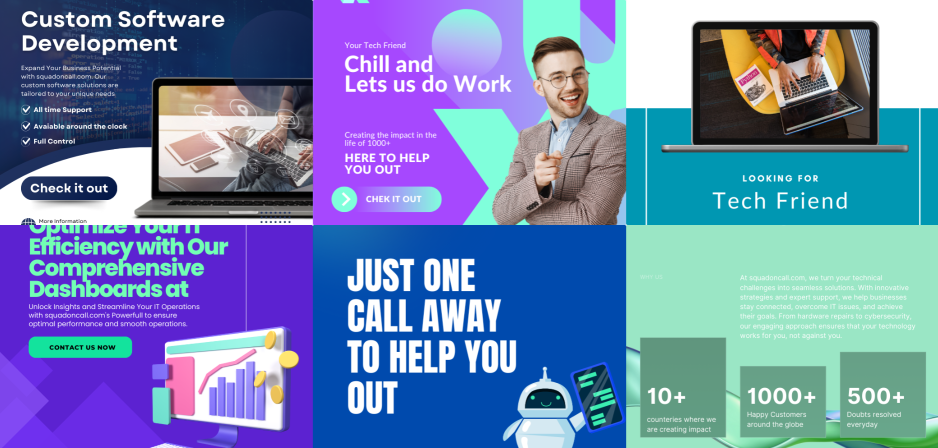 Custom Software
Development
Expand Your Business Potential
with squadoncall.com. Our
custom software solutions are
tailored to your unique needs.
All time Support
Avaiable around the clock
Full Control
Check it out
More Information
Your Tech Friend
Chill and
Lets us do Work
Creating the impact in the
life of 1000+
HERE TO HELP
YOU OUT
CHEK IT OUT
LOOKING FOR
Tech Friend
Optimize Your IT
Efficiency with Our
Comprehensive
Dashboards at
Unlock Insights and Streamline Your IT Operations
with squadoncall.com's Powerfull to ensure
optimal performance and smooth operations.
CONTACT US NOW
JUST ONE
CALL AWAY
TO HELP YOU
OUT
WHY US
At squadoncall.com, we turn your technical
challenges into seamless solutions. With innovative
strategies and expert support, we help businesses
stay connected, overcome IT issues, and achieve
their goals. From hardware repairs to cybersecurity,
our engaging approach ensures that your technology
works for you, not against you.
10+
counteries where we
are creating impact
1000+
Happy Customers
around the globe
500+
Doubts resolved
everyday